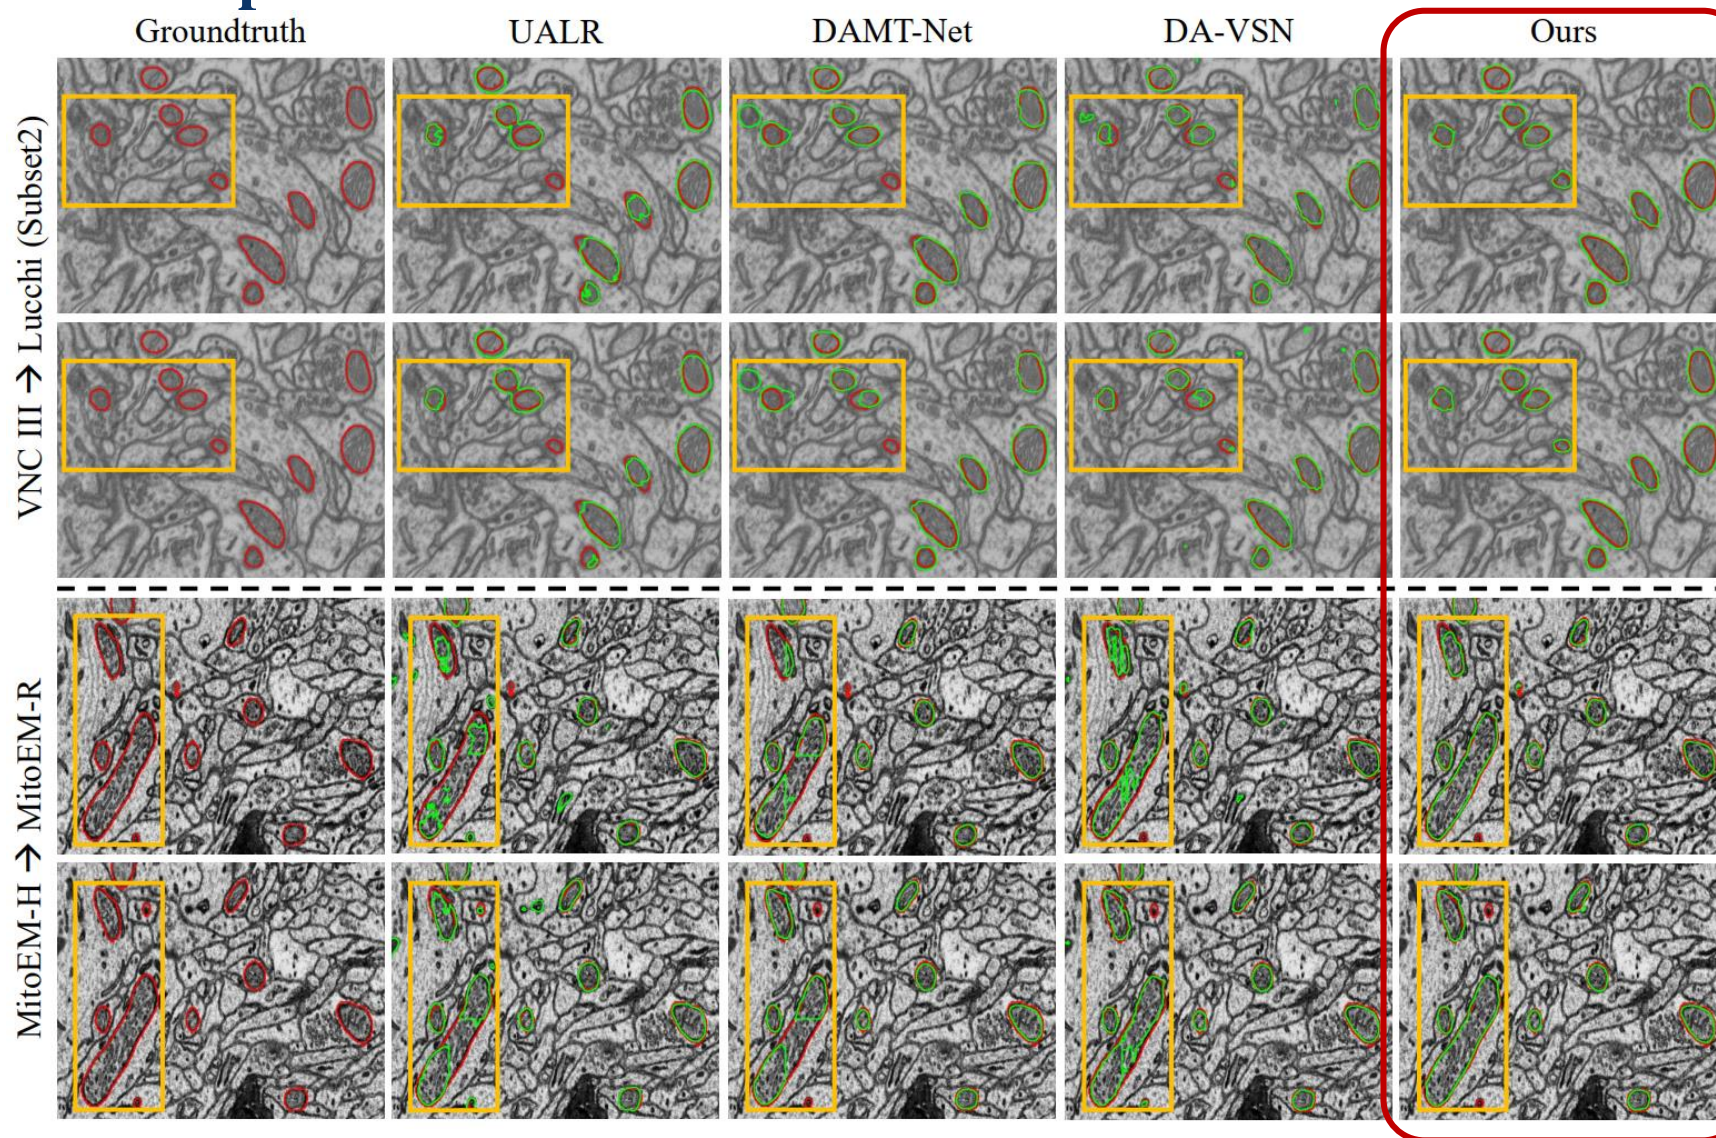 Groundtruth UALR DAMT-Net DA-VSN Ours
VNC III → Lucchi (Subset2)
MitoEM-H → MitoEM-R